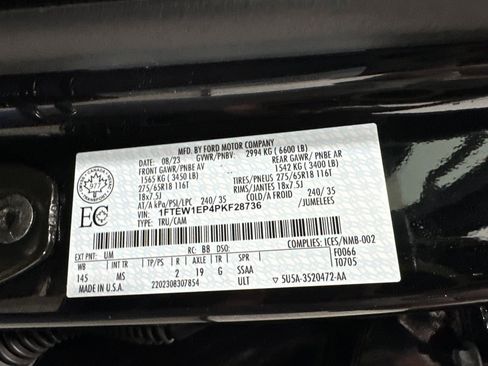 MFD. BY FORD MOTOR COMPANY
DATE: 08/23 GVWR/PNBV: 2994 KG ( 6600 LB)
FRONT GAWR/PNBE AV REAR GAWR/ PNBE AR
1565 KG ( 3450 LB) 1542 KG ( 3400 LB)
275/65R18 116T TIRES/PNEUS 275/65R18 116T
18x7.5J RIMS/JANTES 18x7.5J
AT/A kPa/PSI/LPC 240/ 35 COLD/A FROID 240/ 35
VIN: 1FTEW1EP4PKF28736 /JUMELEES
TYPE: TRU/CAM
977
EC
EXT PNT: UM RC: B8 DSO: COMPLIES: ICES/NMB-002
WB INT TR TP/PS R AXLE TR SPR F0066
145 MS 2 19 G SSAA T0705
MADE IN U.S.A. 2202308307854 ULT ▽ 5U5A-3520472-AA